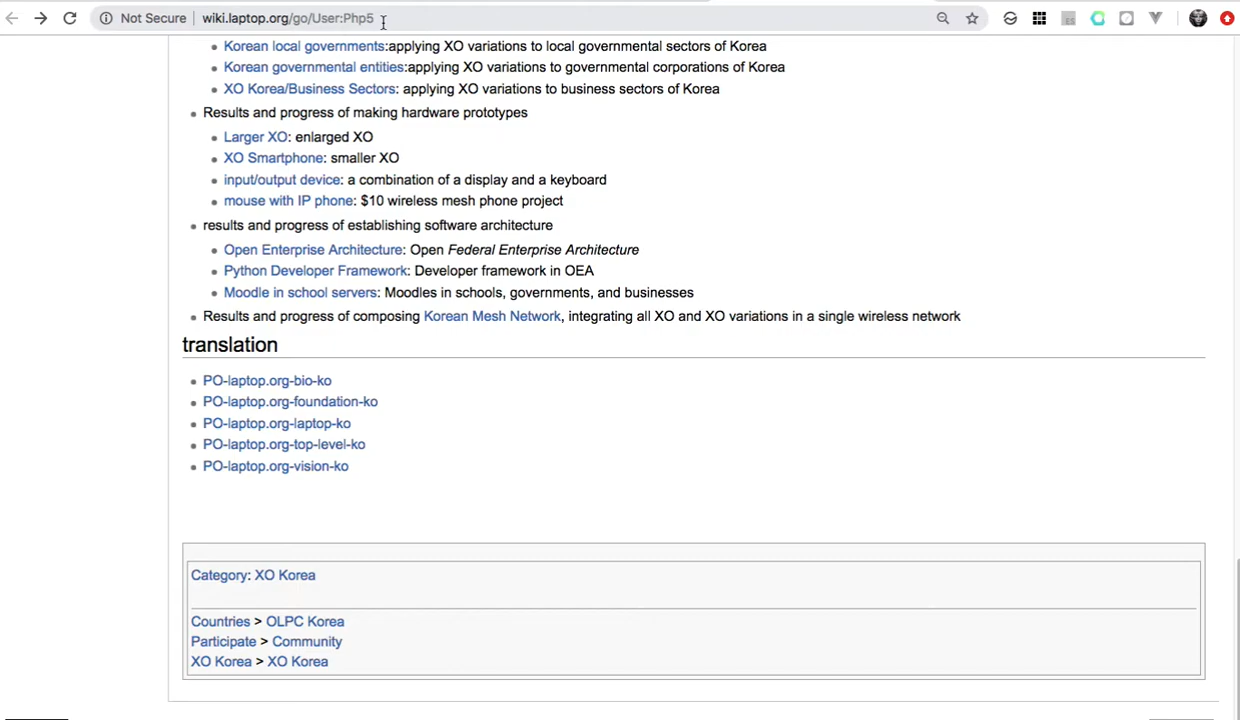 Not Secure wiki.laptop.org/go/User:Php5
Korean local governments:applying XO variations to local governmental sectors of Korea
Korean governmental entities:applying XO variations to governmental corporations of Korea
XO Korea/Business Sectors: applying XO variations to business sectors of Korea
Results and progress of making hardware prototypes
Larger XO: enlarged XO
XO Smartphone: smaller XO
input/output device: a combination of a display and a keyboard
mouse with IP phone: $10 wireless mesh phone project
results and progress of establishing software architecture
Open Enterprise Architecture: Open Federal Enterprise Architecture
Python Developer Framework: Developer framework in OEA
Moodle in school servers: Moodles in schools, governments, and businesses
Results and progress of composing Korean Mesh Network, integrating all XO and XO variations in a single wireless network
translation
PO-laptop.org-bio-ko
PO-laptop.org-foundation-ko
PO-laptop.org-laptop-ko
PO-laptop.org-top-level-ko
PO-laptop.org-vision-ko
Category: XO Korea
Countries > OLPC Korea
Participate > Community
XO Korea > XO Korea